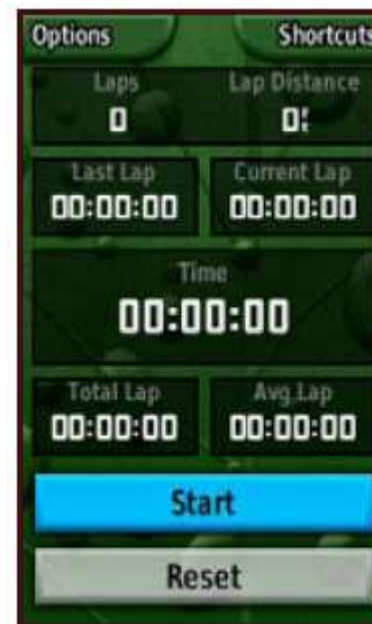 Options Shortcuts
Laps Lap Distance
0 0:
Last Lap Current Lap
00:00:00 00:00:00
Time
00:00:00
Total Lap Avg Lap
00:00:00 00:00:00
Start
Reset